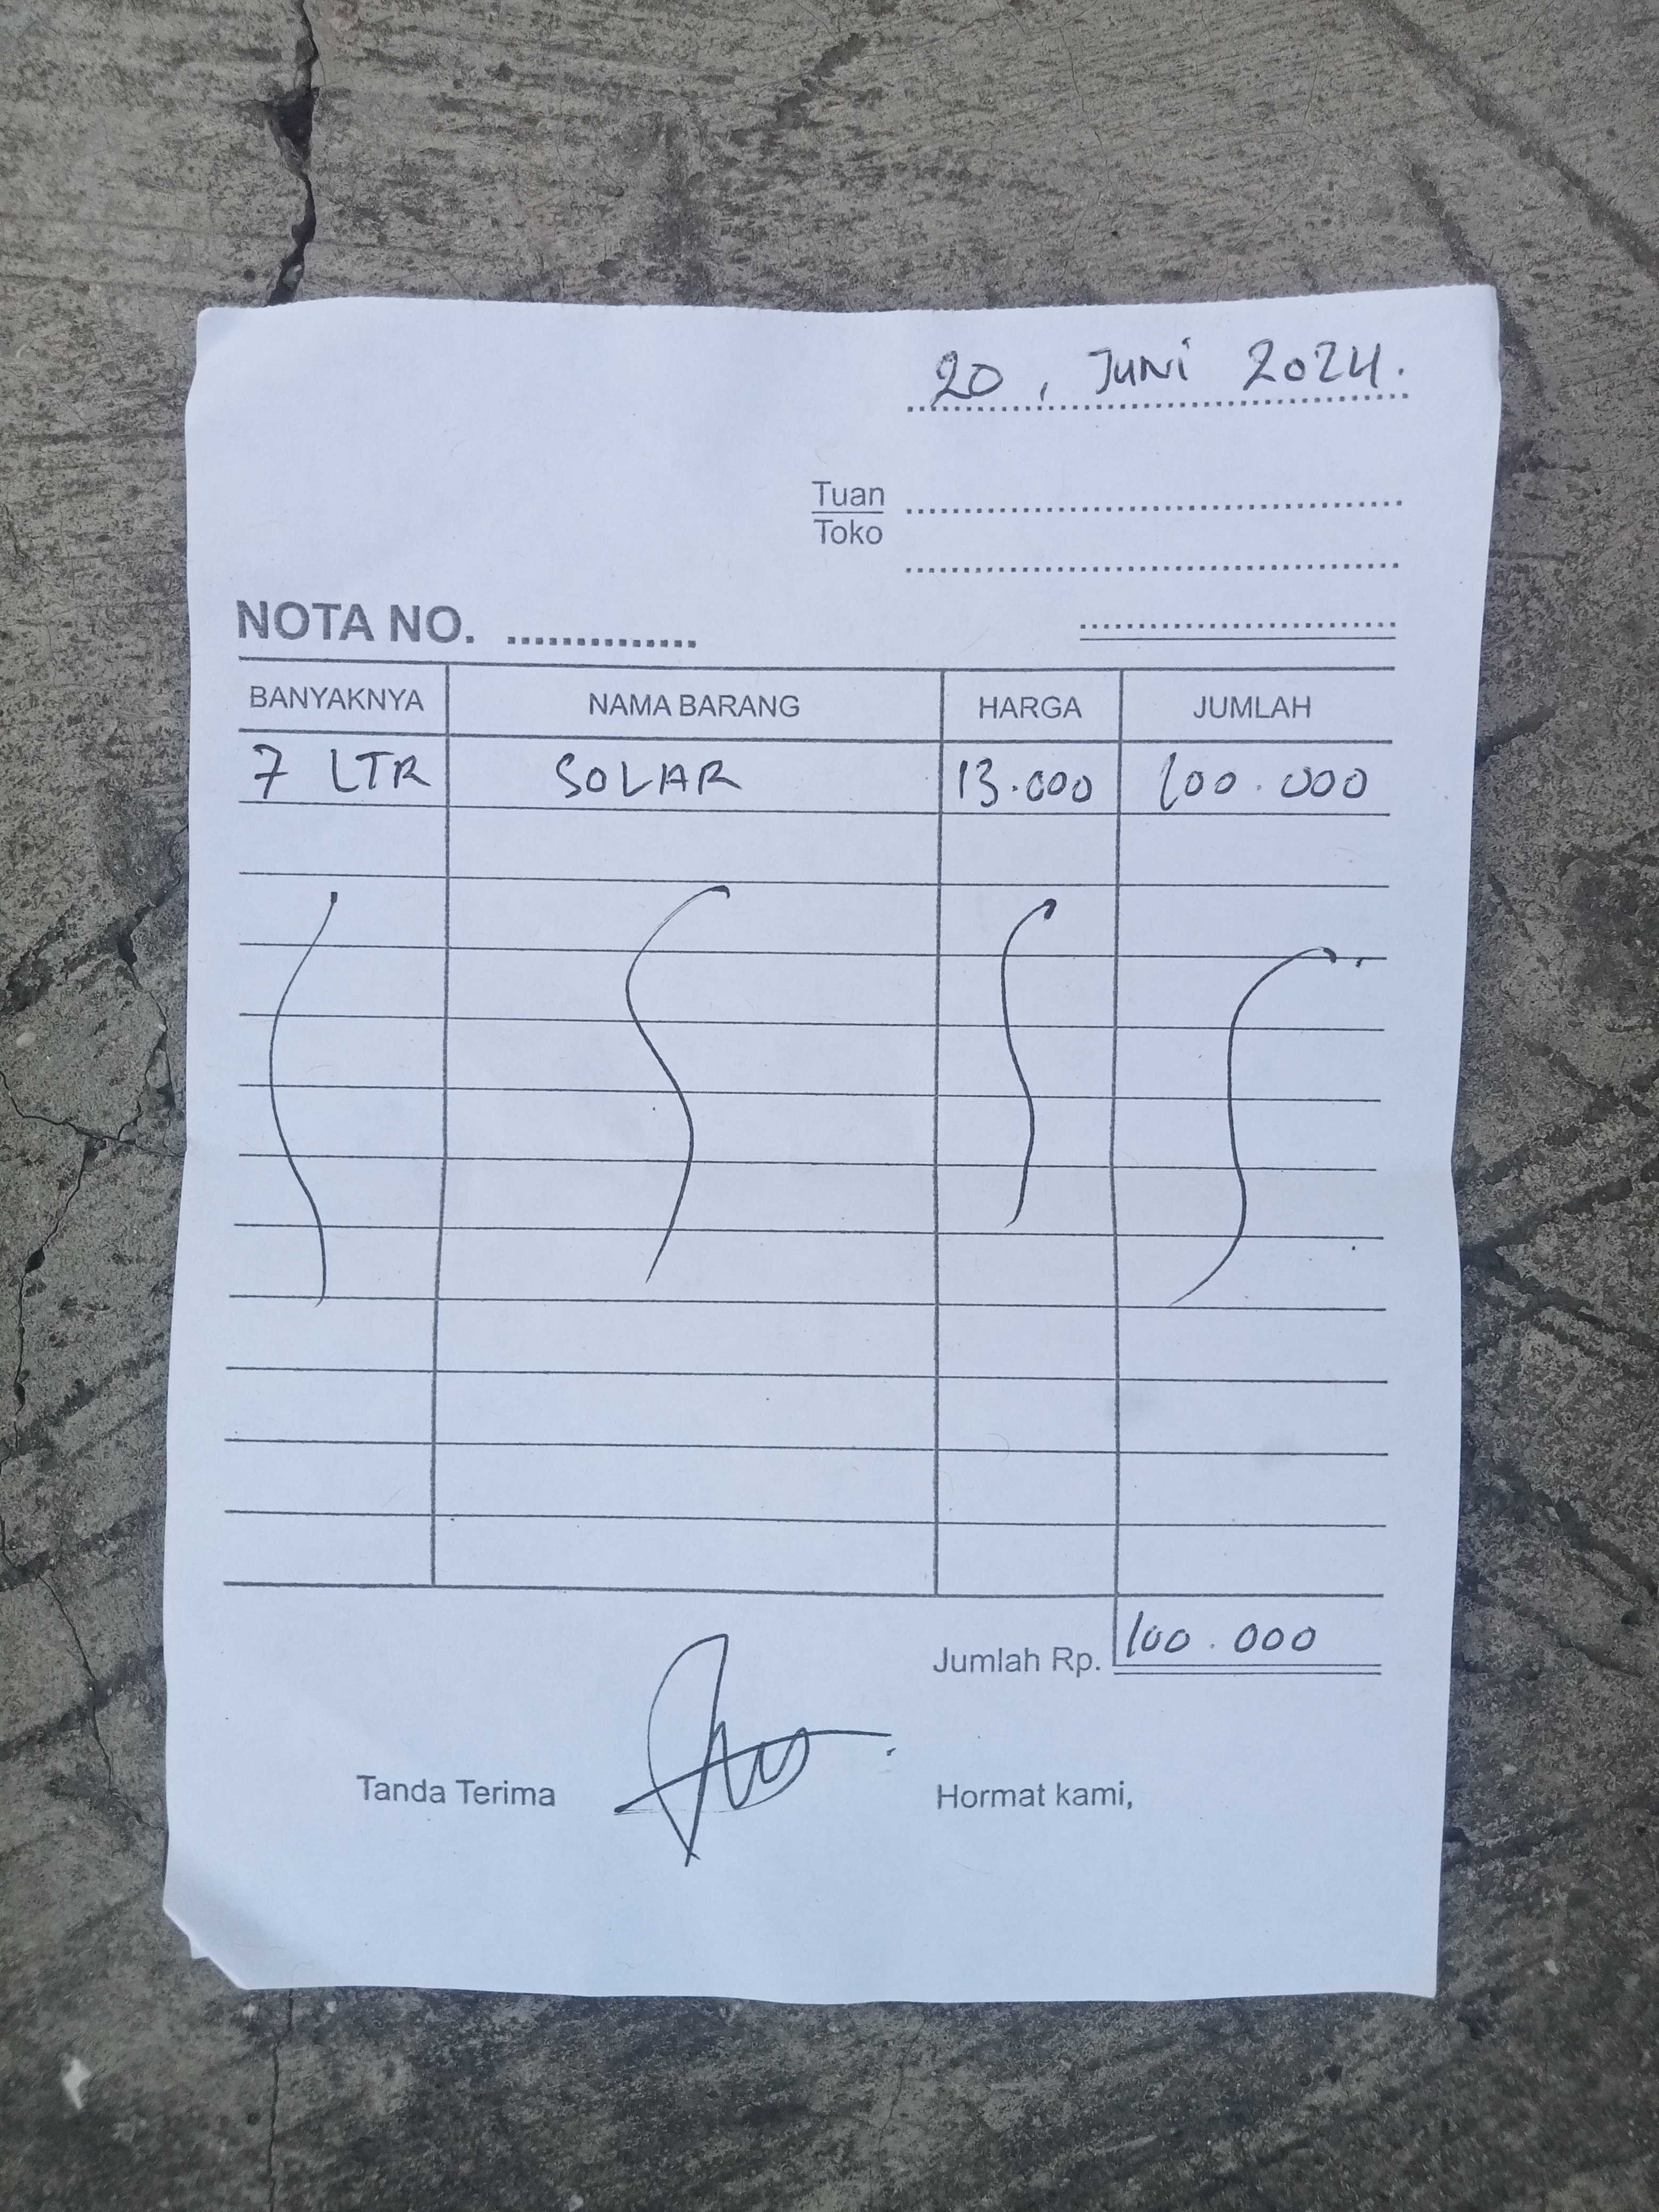 20, Juni 2024.
Tuan
Toko
NOTA NO.
BANYAKNYA NAMA BARANG HARGA JUMLAH
7 LTR SOLAR 13.000 100.000
Jumlah Rp. 100.000
Tanda Terima Hormat kami,